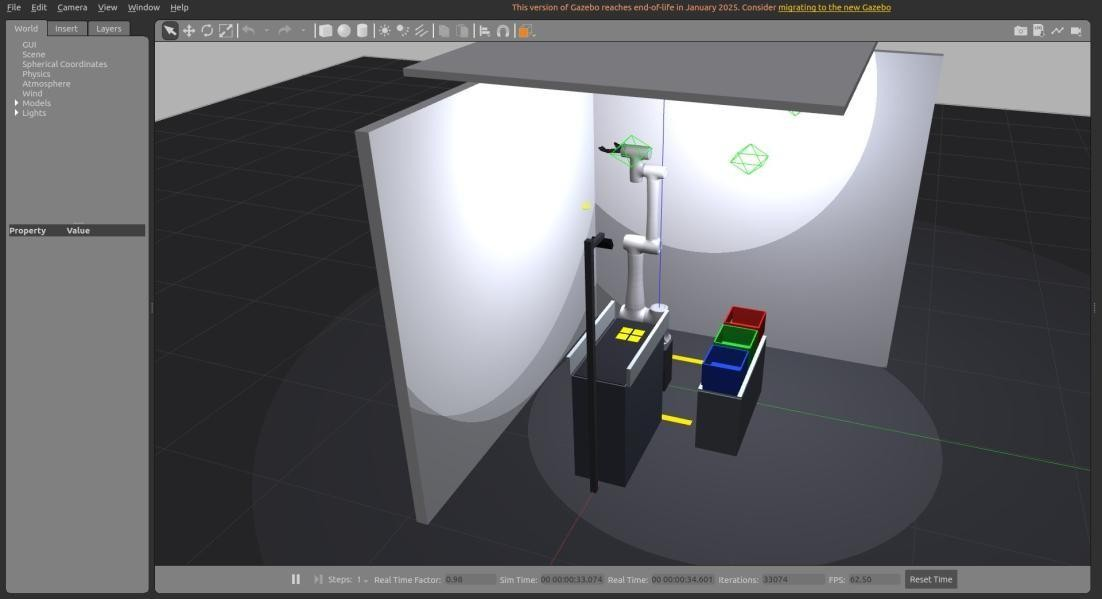 File Edit Camera View Window Help
This version of Gazebo reaches end-of-life in January 2025. Consider migrating to the new Gazebo
World Insert Layers
GUI
Scene
Spherical Coordinates
Physics
Atmosphere
Wind
Models
Lights
Property Value
Steps: 1 Real Time Factor: 0.98 Sim Time: 00 00:00:33.074 Real Time: 00 00:00:34.601 Iterations: 33074 FPS: 62.50 Reset Time